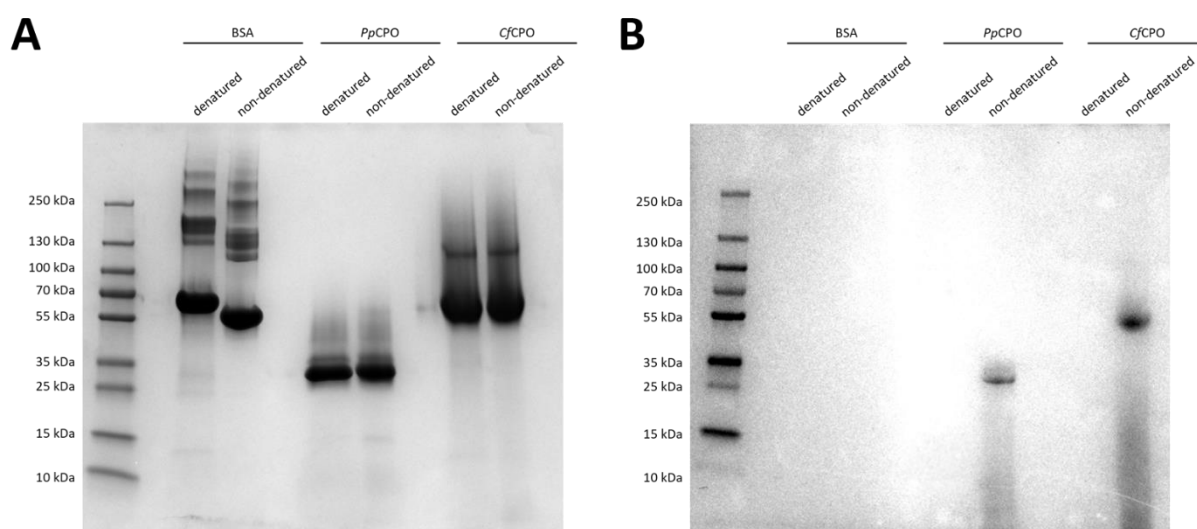 A
BSA
PpCPO
CfCPO
denatured
non-denatured
denatured
non-denatured
denatured
non-denatured
250 kDa
130 kDa
100 kDa
70 kDa
55 kDa
35 kDa
25 kDa
15 kDa
10 kDa
B
BSA
PpCPO
CfCPO
denatured
non-denatured
denatured
non-denatured
denatured
non-denatured
250 kDa
130 kDa
100 kDa
70 kDa
55 kDa
35 kDa
25 kDa
15 kDa
10 kDa